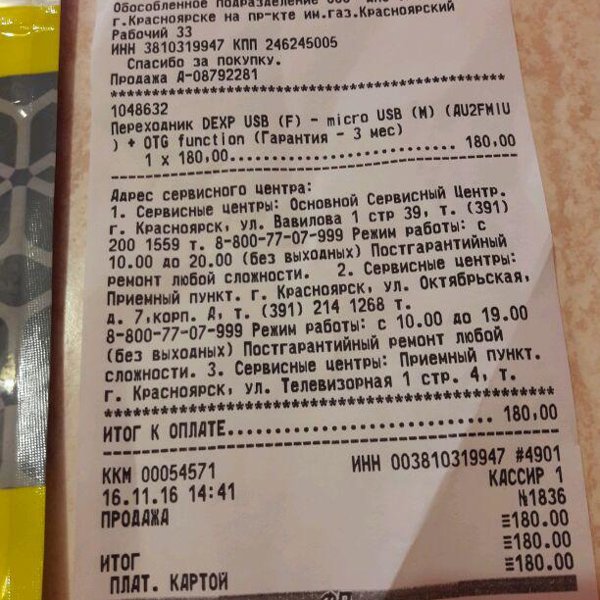 Обособленное подразделение ООО
г.Красноярске на пр-кте им.газ.Красноярский
Рабочий 33
ИНН 3810319947 КПП 246245005
Спасибо за покупку.
Продажа А-08792281
************************************************
1048632
Переходник DEXP USB (F) - micro USB (M) (AU2FMIU
) + OTG function (Гарантия - 3 мес)
1 x 180,00........................ 180,00
------------------------------------------------
Адрес сервисного центра:
1. Сервисные центры: Основной Сервисный Центр.
г. Красноярск, ул. Вавилова 1 стр 39, т. (391)
200 1559 т. 8-800-77-07-999 Режим работы: с
10.00 до 20.00 (без выходных) Постгарантийный
ремонт любой сложности. 2. Сервисные центры:
Приемный пункт. г. Красноярск, ул. Октябрьская,
д. 7,корп. А, т. (391) 214 1268 т.
8-800-77-07-999 Режим работы: с 10.00 до 19.00
(без выходных) Постгарантийный ремонт любой
сложности. 3. Сервисные центры: Приемный пункт.
г. Красноярск, ул. Телевизорная 1 стр. 4, т.
************************************************
ИТОГ К ОПЛАТЕ........................... 180,00
------------------------------------------------
ККМ 00054571 ИНН 003810319947 #4901
16.11.16 14:41 КАССИР 1
№1836
ПРОДАЖА ≡180.00
≡180.00
ИТОГ ≡180.00
ПЛАТ. КАРТОЙ